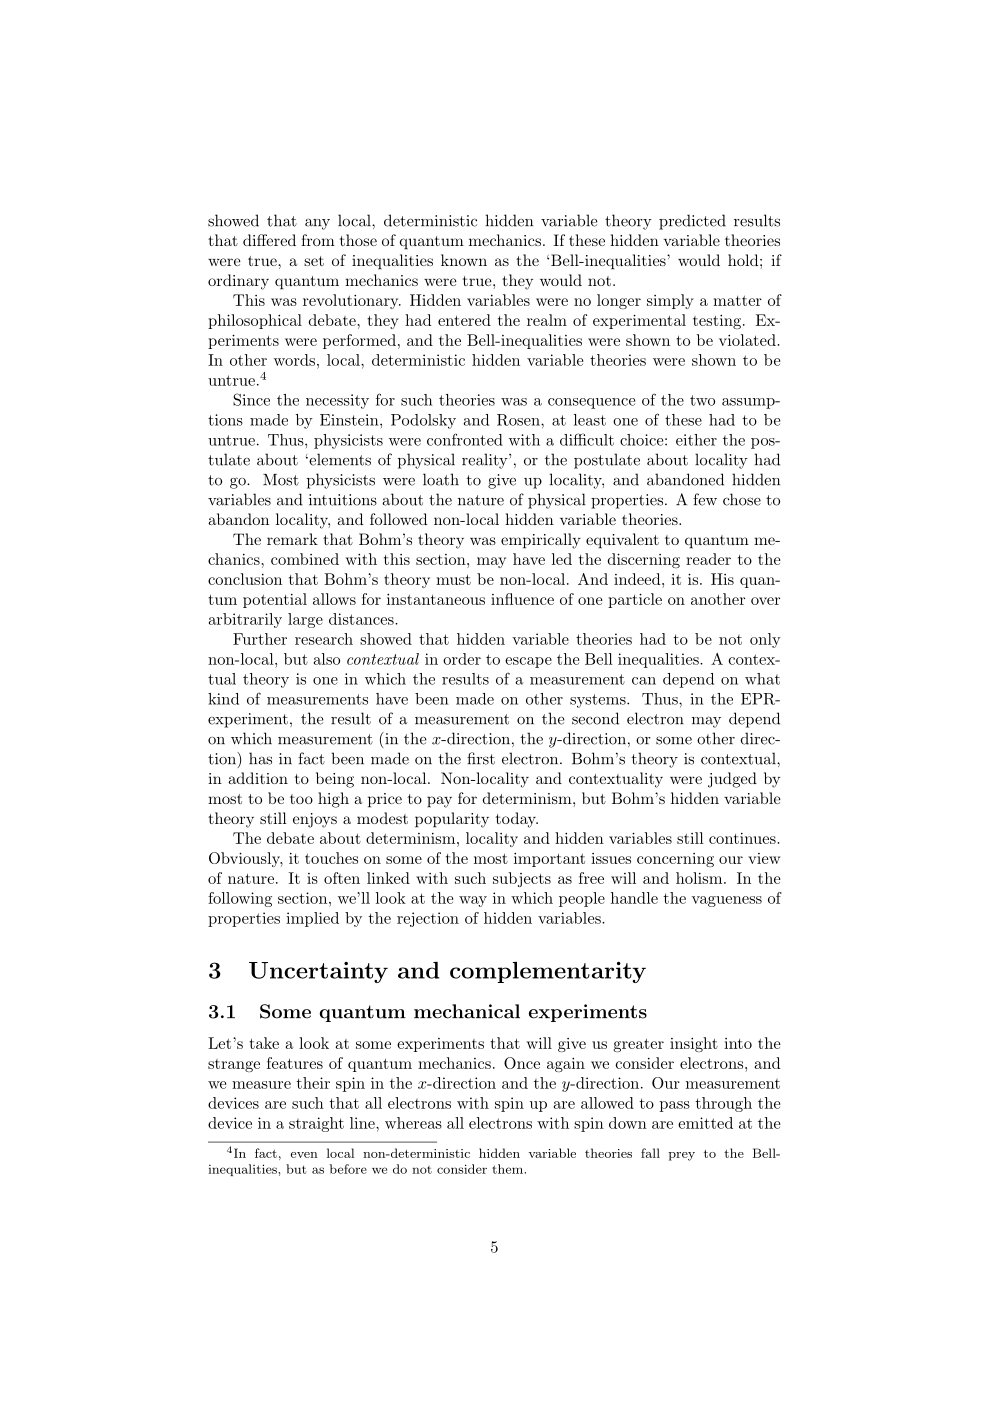 showed that any local, deterministic hidden variable theory predicted results
that differed from those of quantum mechanics. If these hidden variable theories
were true, a set of inequalities known as the ‘Bell-inequalities’ would hold; if
ordinary quantum mechanics were true, they would not.
This was revolutionary. Hidden variables were no longer simply a matter of
philosophical debate, they had entered the realm of experimental testing. Ex-
periments were performed, and the Bell-inequalities were shown to be violated.
In other words, local, deterministic hidden variable theories were shown to be
untrue.4
Since the necessity for such theories was a consequence of the two assump-
tions made by Einstein, Podolsky and Rosen, at least one of these had to be
untrue. Thus, physicists were confronted with a difficult choice: either the pos-
tulate about ‘elements of physical reality’, or the postulate about locality had
to go. Most physicists were loath to give up locality, and abandoned hidden
variables and intuitions about the nature of physical properties. A few chose to
abandon locality, and followed non-local hidden variable theories.
The remark that Bohm’s theory was empirically equivalent to quantum me-
chanics, combined with this section, may have led the discerning reader to the
conclusion that Bohm’s theory must be non-local. And indeed, it is. His quan-
tum potential allows for instantaneous influence of one particle on another over
arbitrarily large distances.
Further research showed that hidden variable theories had to be not only
non-local, but also contextual in order to escape the Bell inequalities. A contex-
tual theory is one in which the results of a measurement can depend on what
kind of measurements have been made on other systems. Thus, in the EPR-
experiment, the result of a measurement on the second electron may depend
on which measurement (in the x-direction, the y-direction, or some other direc-
tion) has in fact been made on the first electron. Bohm’s theory is contextual,
in addition to being non-local. Non-locality and contextuality were judged by
most to be too high a price to pay for determinism, but Bohm’s hidden variable
theory still enjoys a modest popularity today.
The debate about determinism, locality and hidden variables still continues.
Obviously, it touches on some of the most important issues concerning our view
of nature. It is often linked with such subjects as free will and holism. In the
following section, we’ll look at the way in which people handle the vagueness of
properties implied by the rejection of hidden variables.
3 Uncertainty and complementarity
3.1 Some quantum mechanical experiments
Let’s take a look at some experiments that will give us greater insight into the
strange features of quantum mechanics. Once again we consider electrons, and
we measure their spin in the x-direction and the y-direction. Our measurement
devices are such that all electrons with spin up are allowed to pass through the
device in a straight line, whereas all electrons with spin down are emitted at the
4In fact, even local non-deterministic hidden variable theories fall prey to the Bell-
inequalities, but as before we do not consider them.
5